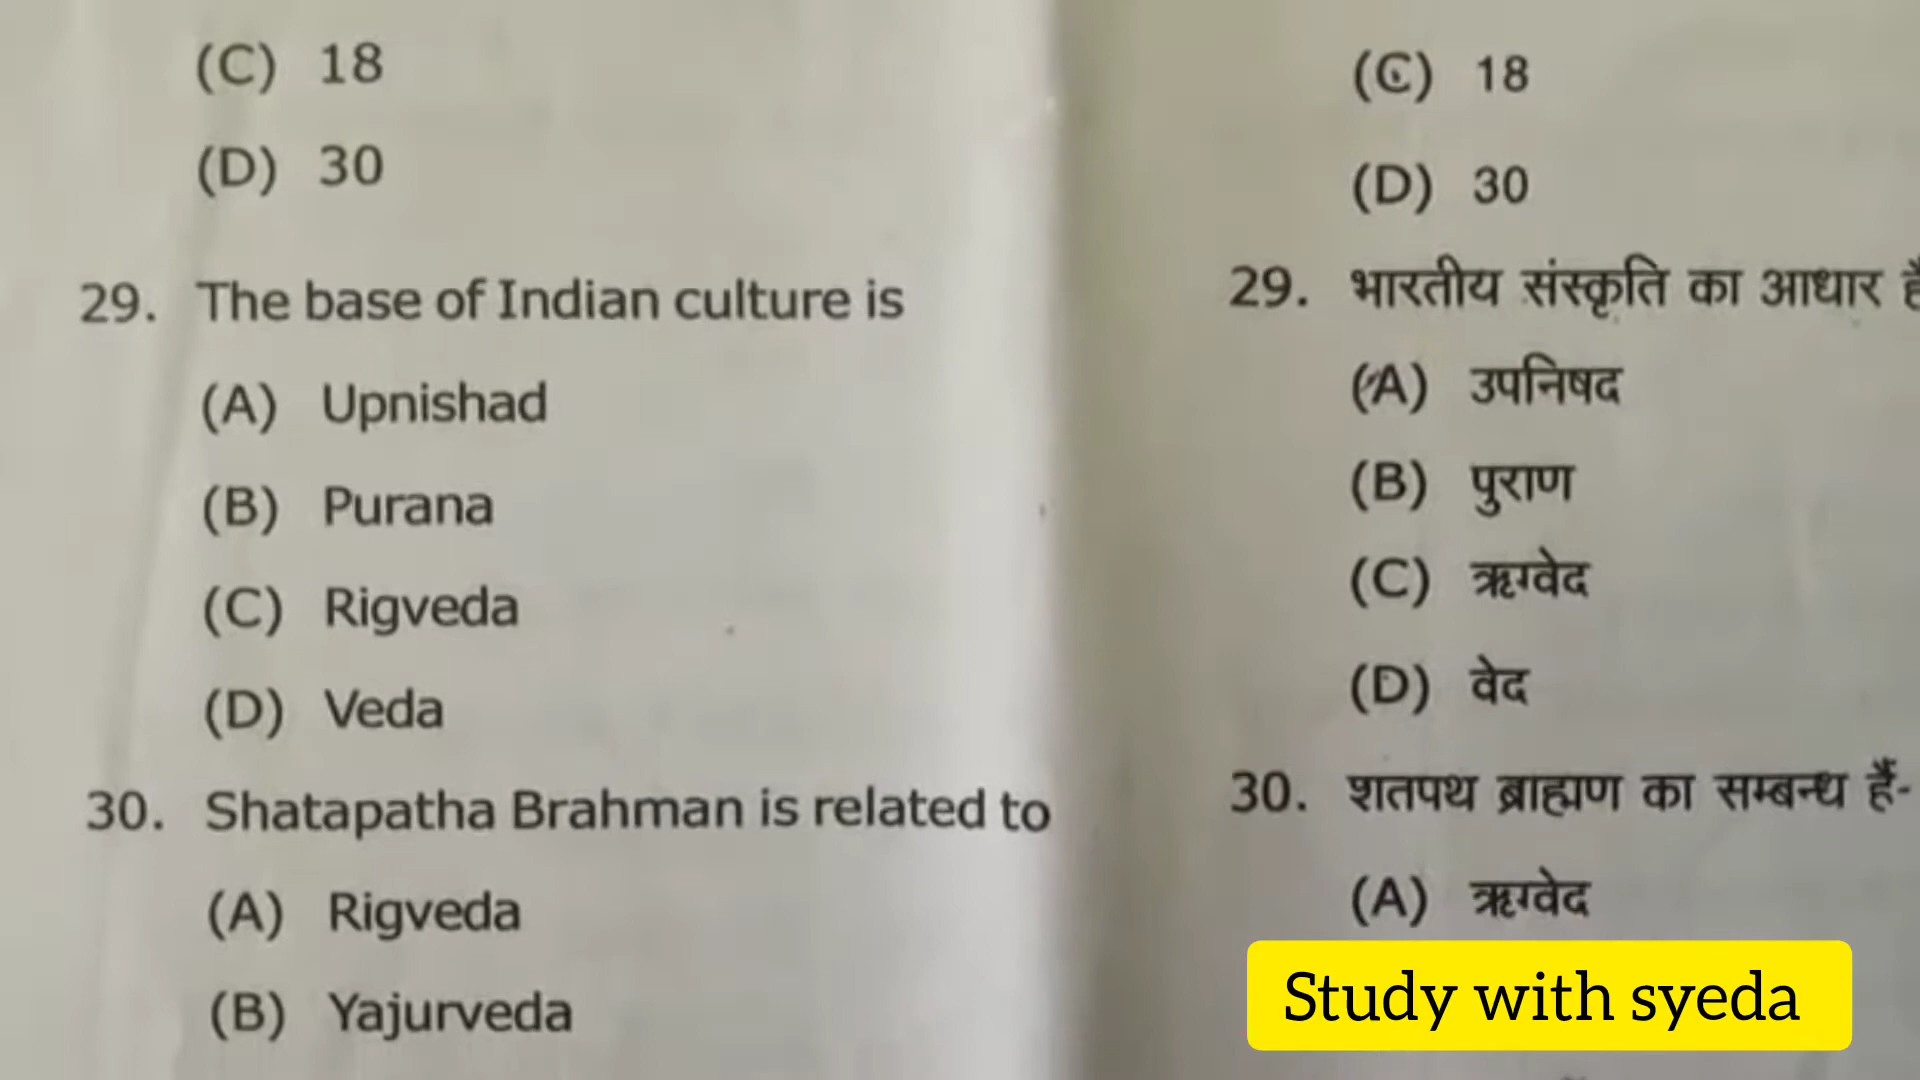 (C) 18
(D) 30
29. The base of Indian culture is
(A) Upnishad
(B) Purana
(C) Rigveda
(D) Veda
30. Shatapatha Brahman is related to
(A) Rigveda
(B) Yajurveda
(C) 18
(D) 30
29. भारतीय संस्कृति का आधार
(A) उपनिषद
(B) पुराण
(C) ऋग्वेद
(D) वेद
30. शतपथ ब्राह्मण का सम्बन्ध हैं-
(A) ऋग्वेद
Study with syeda